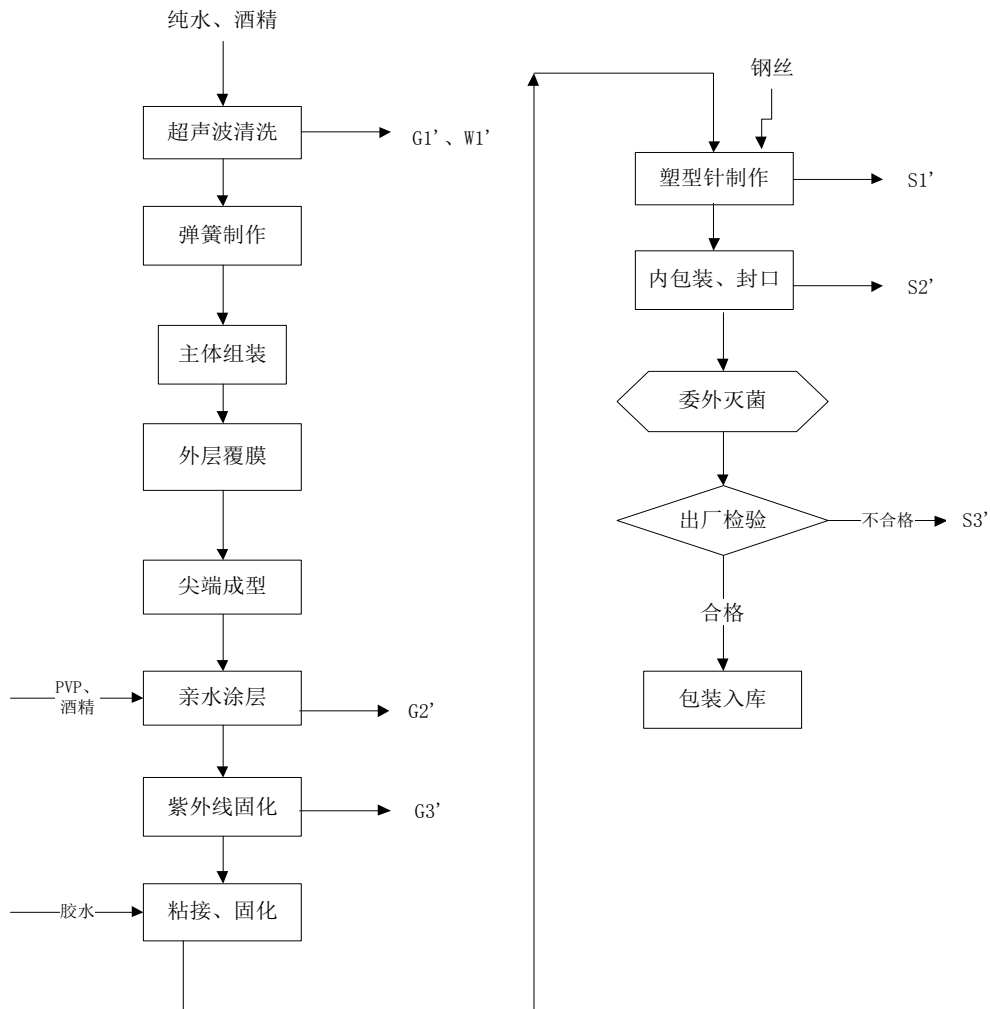 纯水、酒精
超声波清洗
G1’、W1’
弹簧制作
主体组装
外层覆膜
尖端成型
PVP、
酒精
亲水涂层
G2’
紫外线固化
G3’
胶水
粘接、固化
钢丝
塑型针制作
S1’
内包装、封口
S2’
委外灭菌
出厂检验
不合格
S3’
合格
包装入库